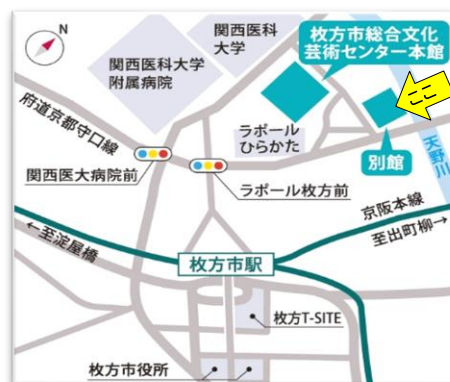 N
関西医科
大学
枚方市総合文化
芸術センター本館
関西医科大学
附属病院
ここ
府道京都守口線
ラポール
ひらかた
別館
天野川
関西医大病院前
ラポール枚方前
京阪本線
至出町柳→
←至淀屋橋
枚方市駅
枚方T-SITE
枚方市役所